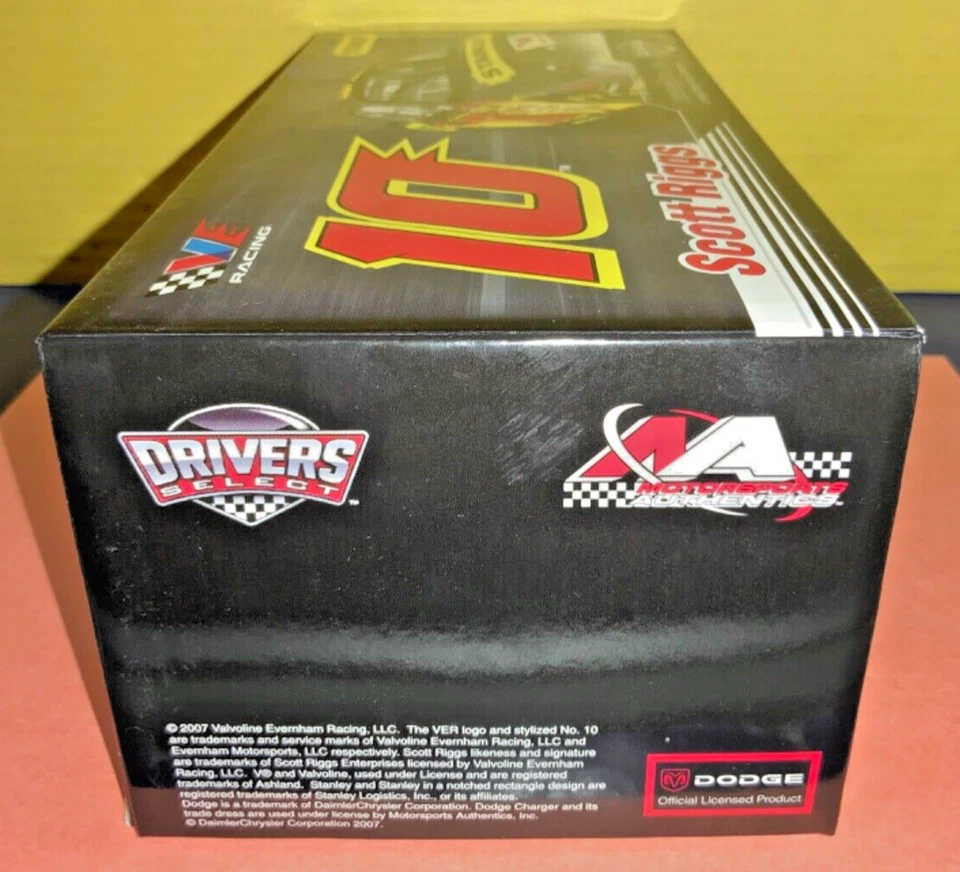 STANLEY
10
Scott Riggs
VE
RACING
DRIVERS
SELECT™
MA
MOTORSPORTS
AUTHENTICS™
© 2007 Valvoline Evernham Racing, LLC. The VER logo and stylized No. 10
are trademarks and service marks of Valvoline Evernham Racing, LLC and
Evernham Motorsports, LLC respectively. Scott Riggs likeness and signature
are trademarks of Scott Riggs Enterprises licensed by Valvoline Evernham
Racing, LLC. V® and Valvoline, used under License and are registered
trademarks of Ashland. Stanley and Stanley in a notched rectangle design are
registered trademarks of Stanley Logistics, Inc., or its affiliates.
Dodge is a trademark of DaimlerChrysler Corporation. Dodge Charger and its
trade dress are used under license by Motorsports Authentics, Inc.
© DaimlerChrysler Corporation 2007.
DODGE
Official Licensed Product